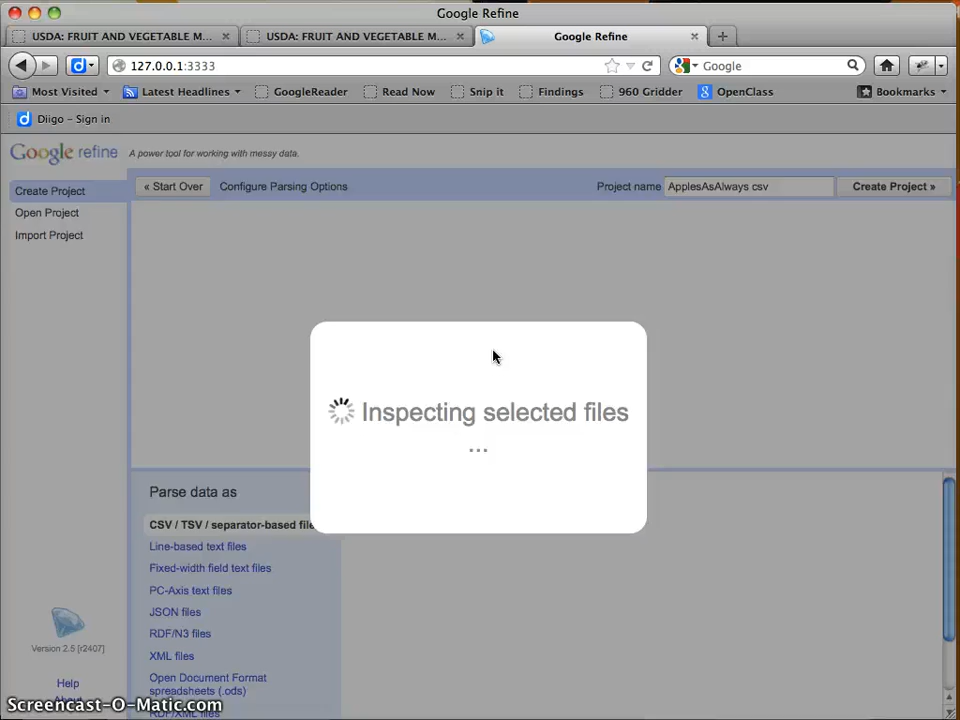 Google Refine
USDA: FRUIT AND VEGETABLE M...
USDA: FRUIT AND VEGETABLE M...
Google Refine
127.0.0.1:3333
Google
Most Visited
Latest Headlines
GoogleReader
Read Now
Snip it
Findings
960 Gridder
OpenClass
Bookmarks
Diigo - Sign in
Google refine
A power tool for working with messy data.
Create Project
Open Project
Import Project
« Start Over
Configure Parsing Options
Project name
ApplesAsAlways csv
Create Project »
Inspecting selected files
...
Parse data as
CSV / TSV / separator-based file
Line-based text files
Fixed-width field text files
PC-Axis text files
JSON files
RDF/N3 files
XML files
Open Document Format
spreadsheets (.ods)
RDF/XML files
Version 2.5 [r2407]
Help
About
Screencast-O-Matic.com